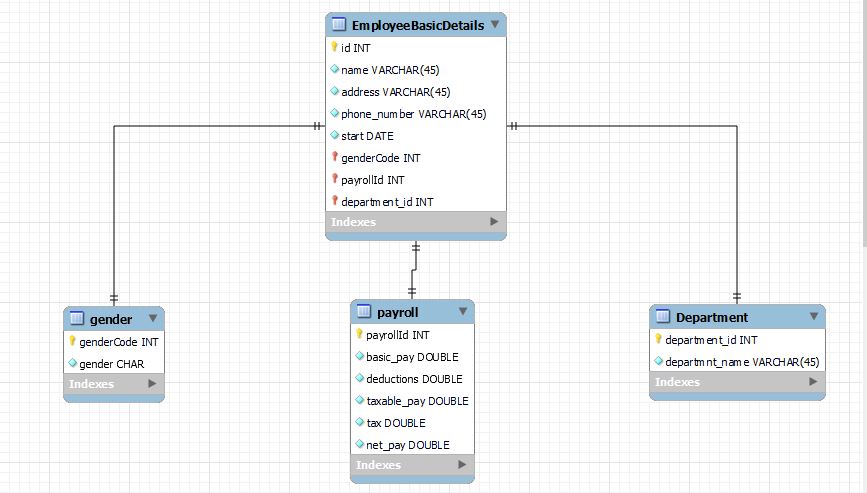 EmployeeBasicDetails
id INT
name VARCHAR(45)
address VARCHAR(45)
phone_number VARCHAR(45)
start DATE
genderCode INT
payrollId INT
department_id INT
Indexes
gender
genderCode INT
gender CHAR
Indexes
payroll
payrollId INT
basic_pay DOUBLE
deductions DOUBLE
taxable_pay DOUBLE
tax DOUBLE
net_pay DOUBLE
Indexes
Department
department_id INT
departmnt_name VARCHAR(45)
Indexes